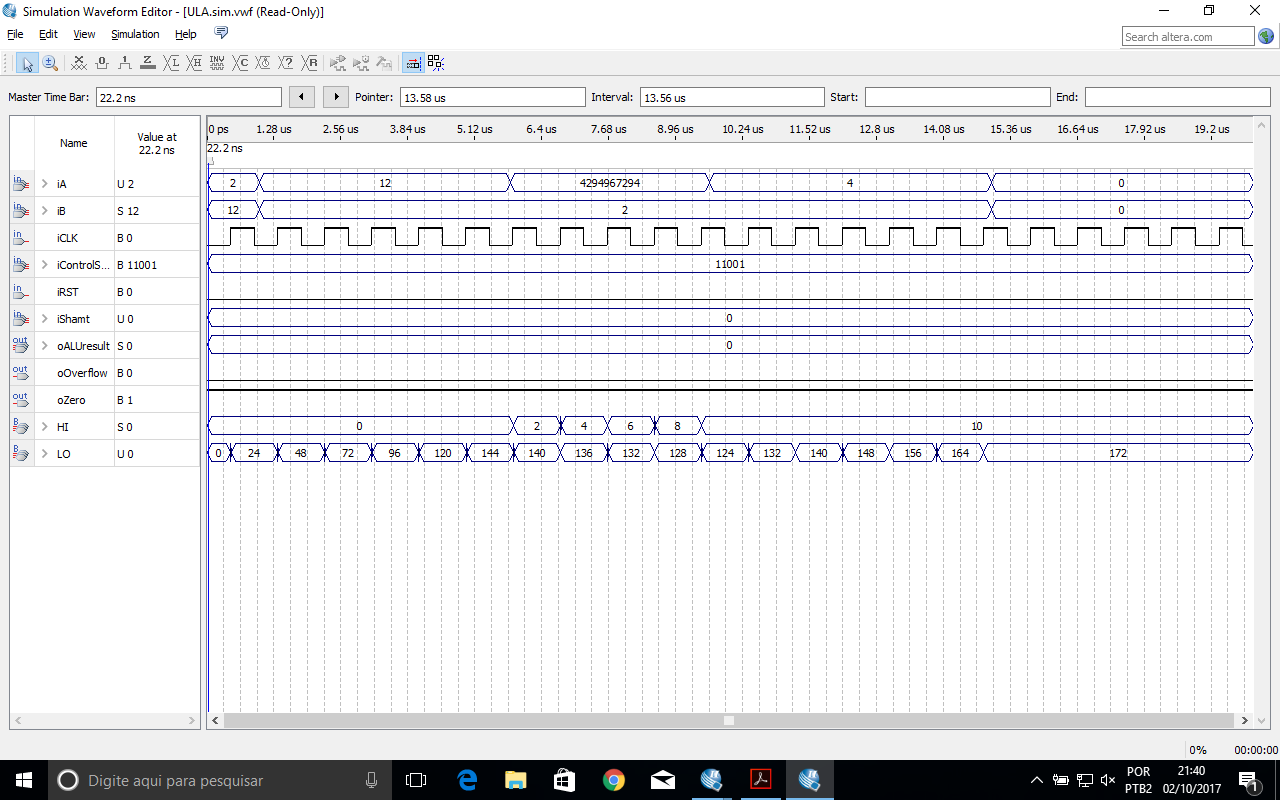 Simulation Waveform Editor - [ULA.sim.vwf (Read-Only)]
File Edit View Simulation Help
Search altera.com
Master Time Bar: 22.2 ns Pointer: 13.58 us Interval: 13.56 us Start: End:
Name Value at 22.2 ns
0 ps 1.28 us 2.56 us 3.84 us 5.12 us 6.4 us 7.68 us 8.96 us 10.24 us 11.52 us 12.8 us 14.08 us 15.36 us 16.64 us 17.92 us 19.2 us
22.2 ns
iA U 2 2 12 4294967294 4 0
iB S 12 12 2 0
iCLK B 0
iControlS... B 11001 11001
iRST B 0
iShamt U 0 0
oALUresult S 0 0
oOverflow B 0
oZero B 1
HI S 0 0 2 4 6 8 10
LO U 0 0 24 48 72 96 120 144 140 136 132 128 124 132 140 148 156 164 172
0% 00:00:00
Digite aqui para pesquisar
POR 21:40
PTB2 02/10/2017
1